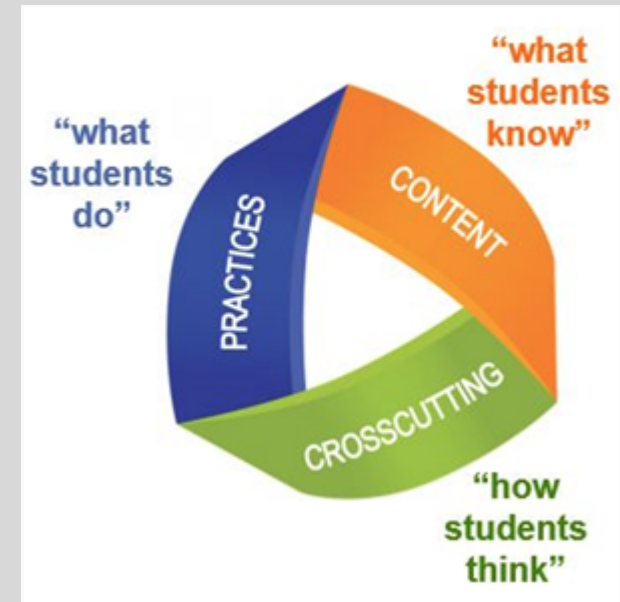 “what
students
do”
“what
students
know”
PRACTICES
CONTENT
CROSSCUTTING
“how
students
think”